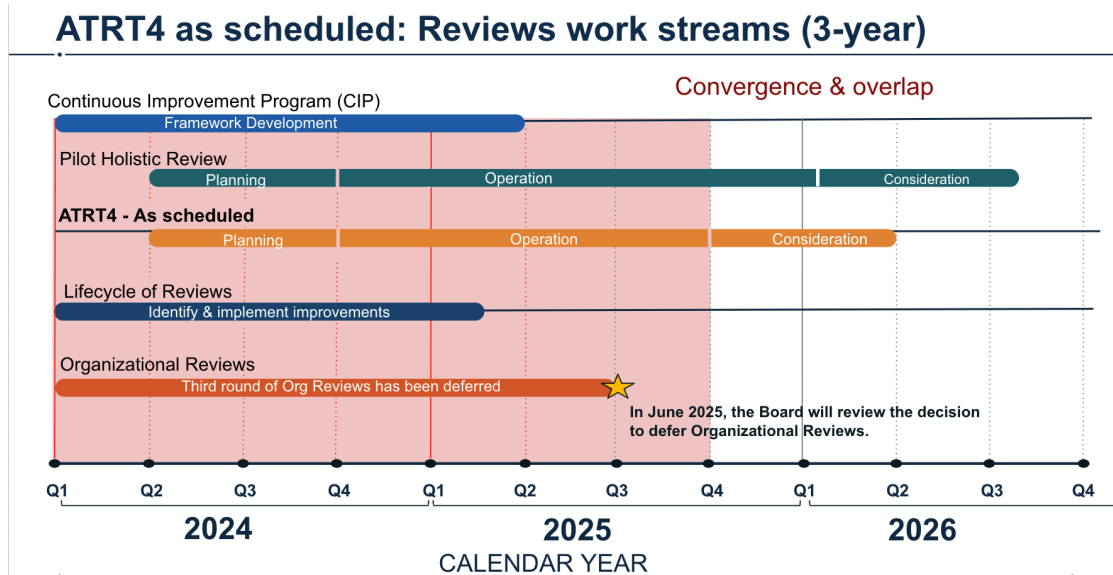 ATRT4 as scheduled: Reviews work streams (3-year)
Convergence & overlap
Continuous Improvement Program (CIP)
Framework Development
Pilot Holistic Review
Planning Operation Consideration
ATRT4 - As scheduled
Planning Operation Consideration
Lifecycle of Reviews
Identify & implement improvements
Organizational Reviews
Third round of Org Reviews has been deferred
In June 2025, the Board will review the decision
to defer Organizational Reviews.
Q1 Q2 Q3 Q4 Q1 Q2 Q3 Q4 Q1 Q2 Q3 Q4
2024 2025 2026
CALENDAR YEAR